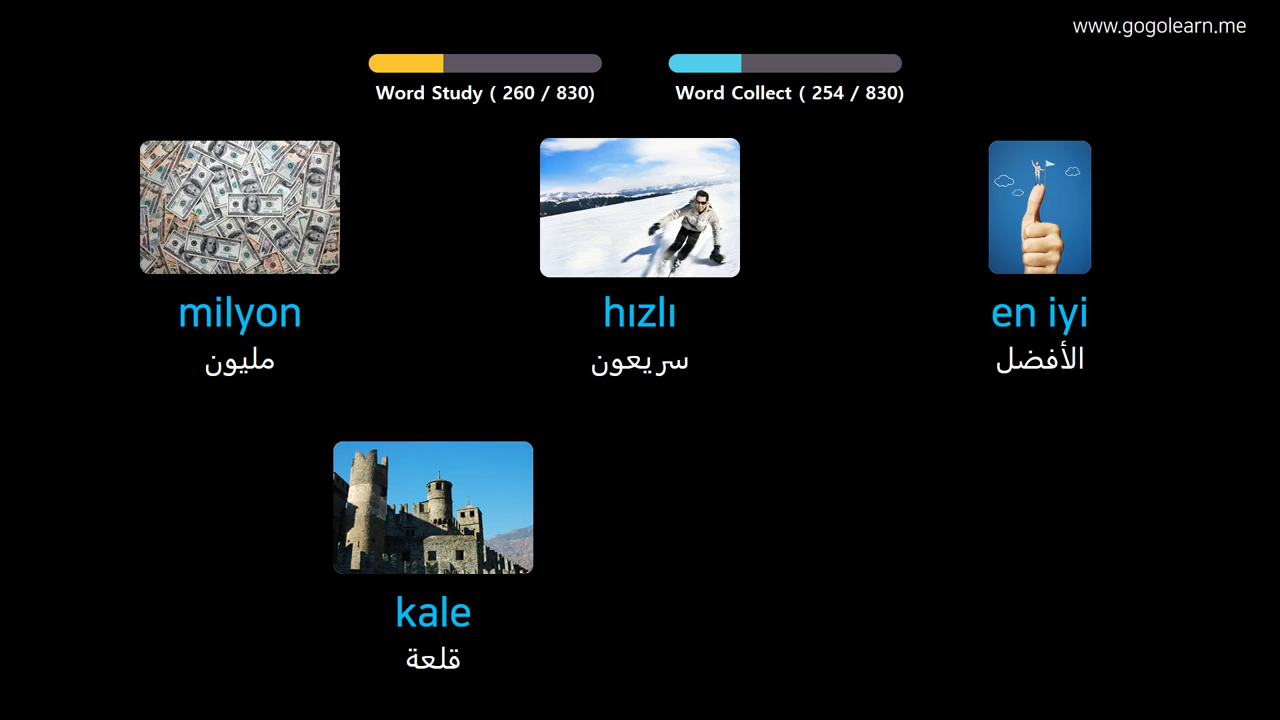 www.gogolearn.me
Word Study ( 260 / 830)
Word Collect ( 254 / 830)
milyon
مليون
hızlı
سريعون
en iyi
الأفضل
kale
قلعة